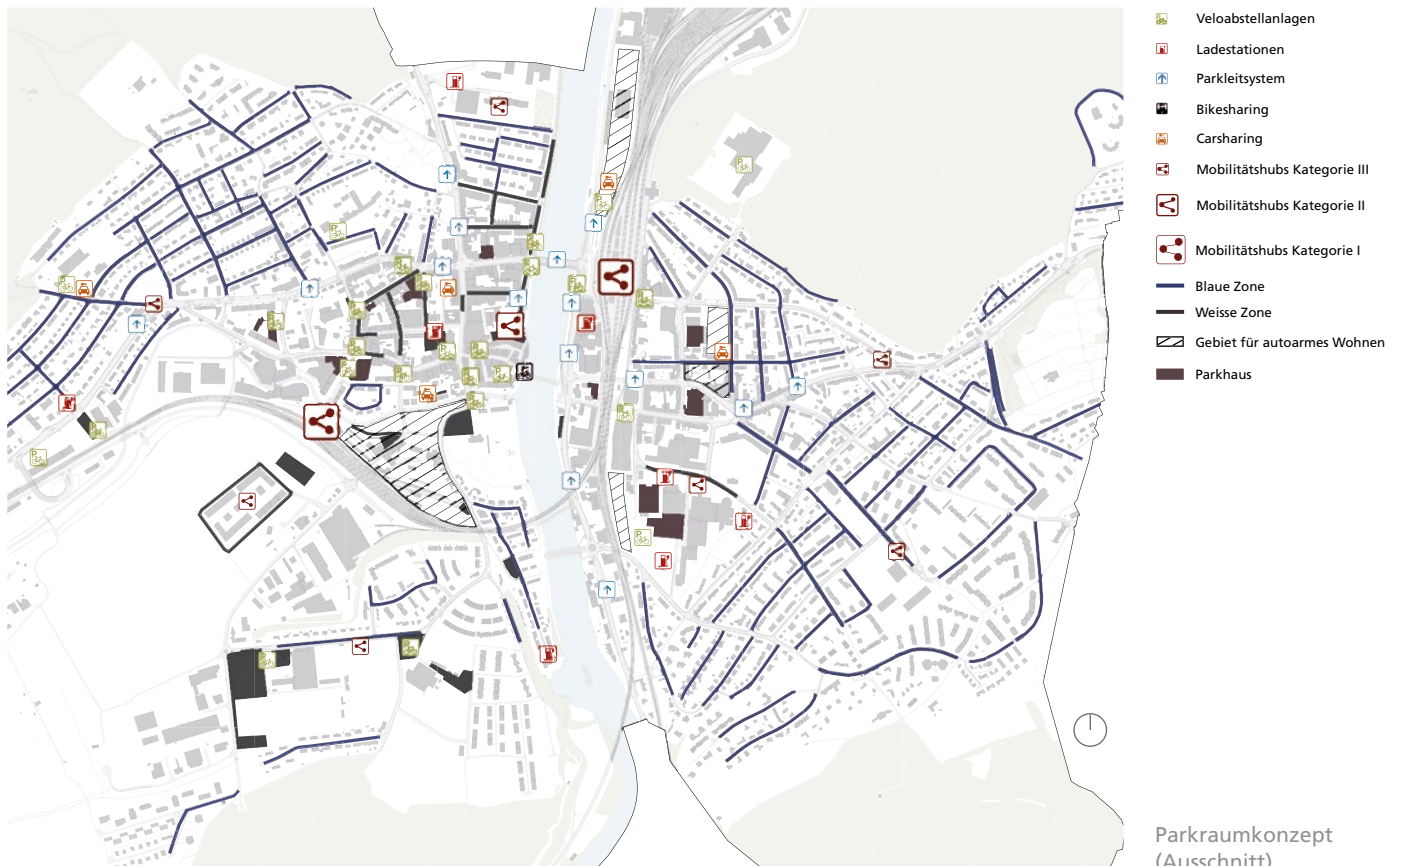 Veloabstellanlagen
Ladestationen
Parkleitsystem
Bikesharing
Carsharing
Mobilitätshubs Kategorie III
Mobilitätshubs Kategorie II
Mobilitätshubs Kategorie I
Blaue Zone
Weisse Zone
Gebiet für autoarmes Wohnen
Parkhaus
Parkraumkonzept
(Ausschnitt)